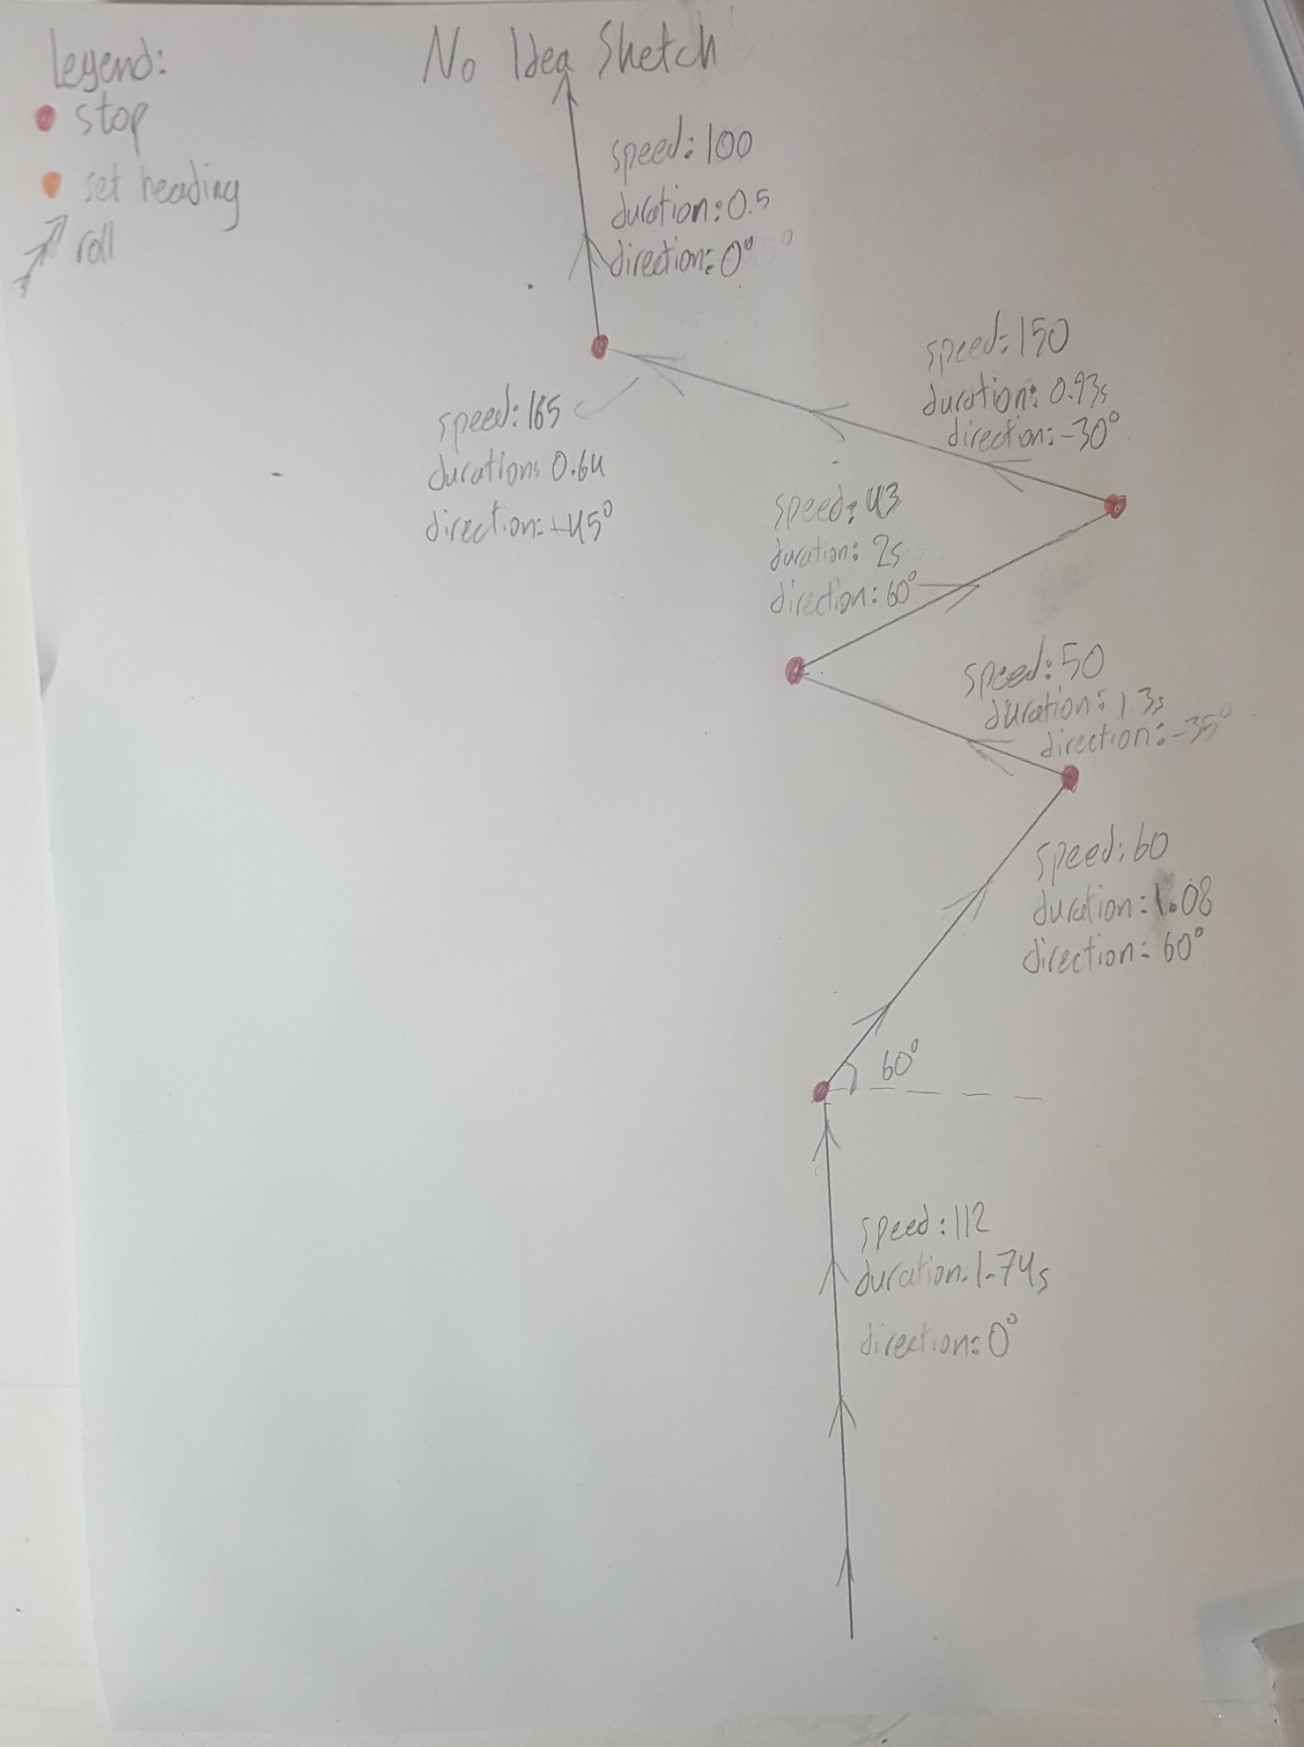 No Idea Sketch
Legend:
stop
set heading
roll
speed: 100
duration: 0.5
direction: 0°
speed: 150
duration: 0.93s
direction: -30°
speed: 165
duration: 0.64
direction: +45°
speed: 43
duration: 2s
direction: 60°
speed: 50
duration: 1.3s
direction: -35°
speed: 60
duration: 1.08
direction: 60°
60°
speed: 112
duration: 1.74s
direction: 0°